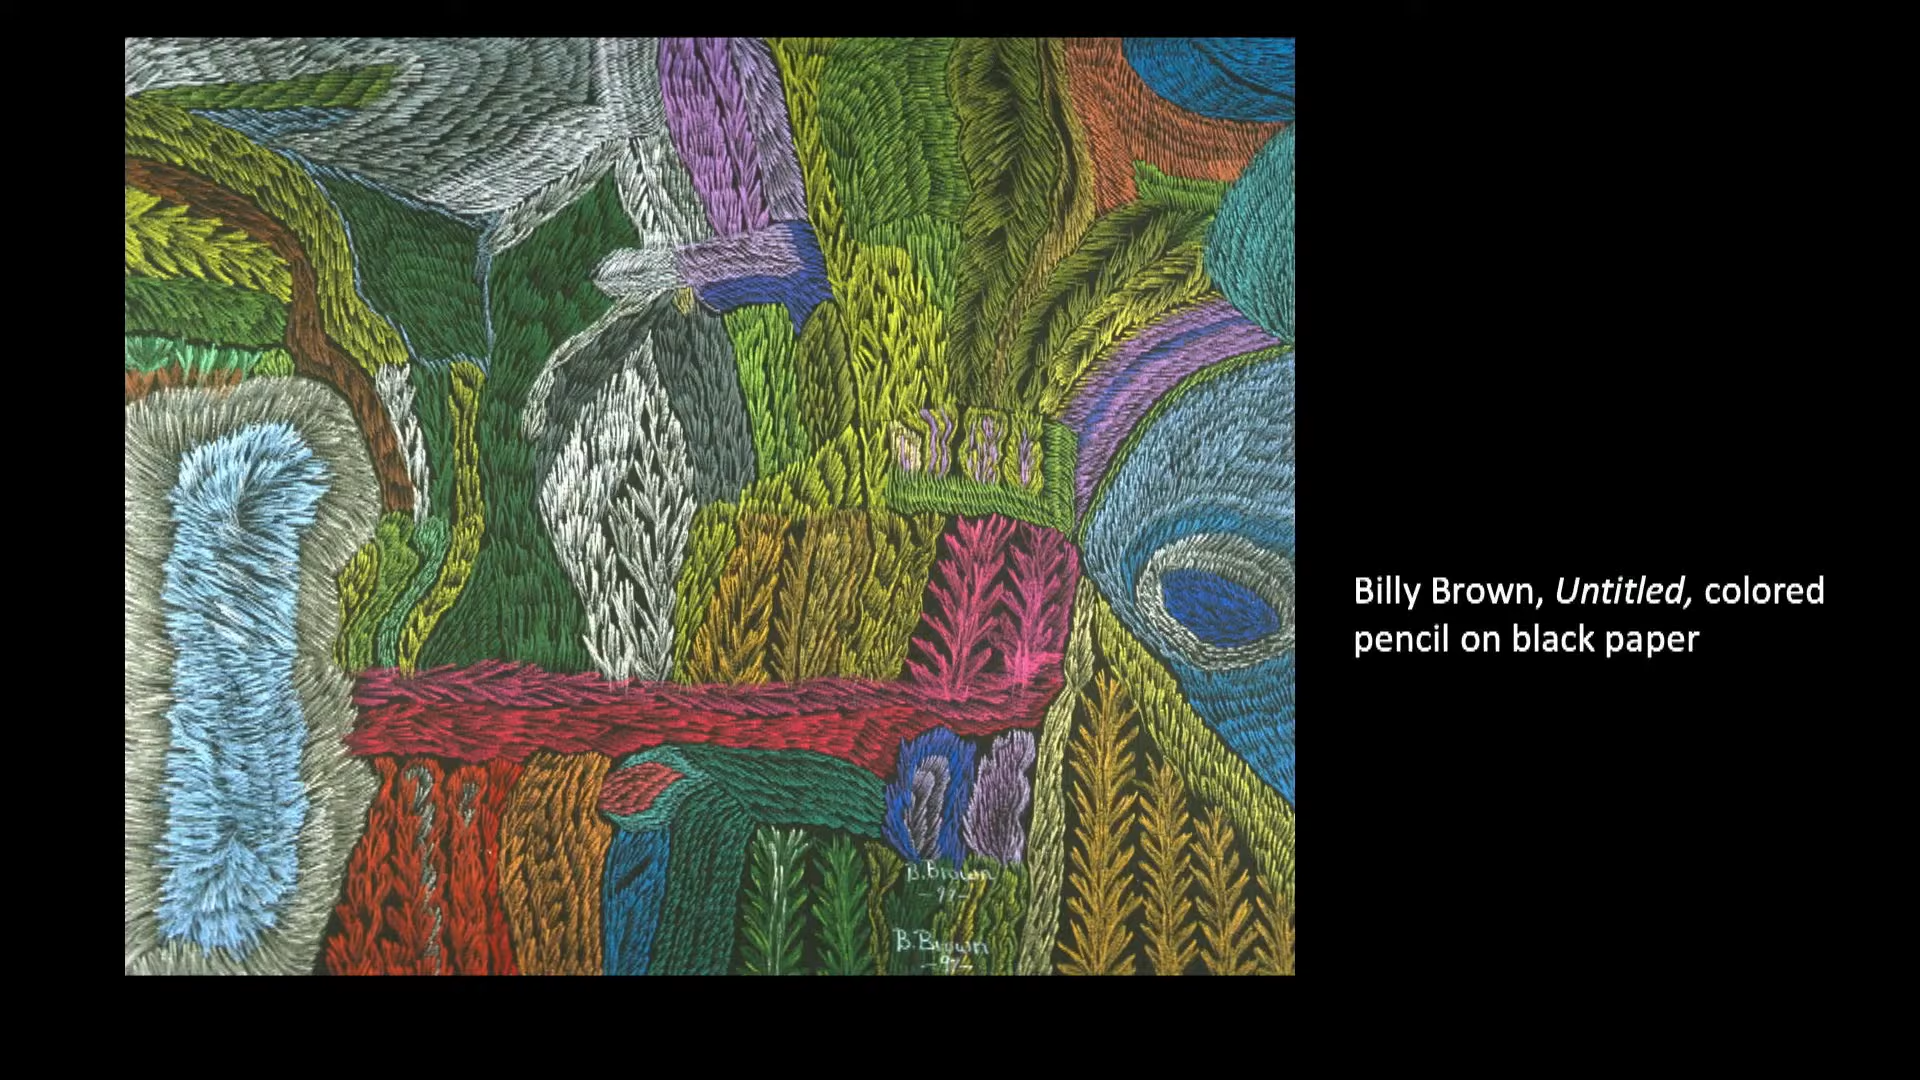 B.Brown
B.Brown
Billy Brown, Untitled, colored
pencil on black paper